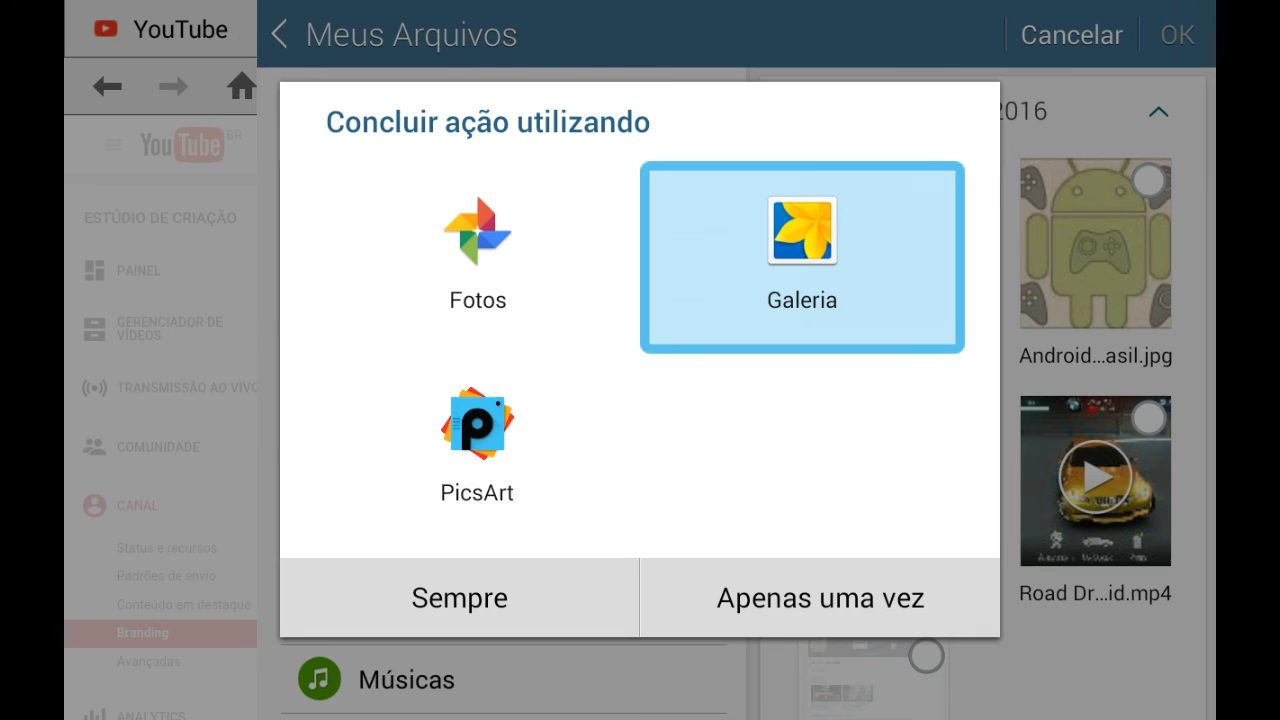 YouTube
Meus Arquivos
Cancelar
OK
YouTube BR
ESTÚDIO DE CRIAÇÃO
PAINEL
GERENCIADOR DE
VÍDEOS
TRANSMISSÃO AO VIVO
COMUNIDADE
CANAL
Status e recursos
Padrões de envio
Conteúdo em destaque
Branding
Avançadas
ANALYTICS
Concluir ação utilizando
Fotos
Galeria
PicsArt
Sempre
Apenas uma vez
Músicas
2016
Android...asil.jpg
Road Dr...id.mp4